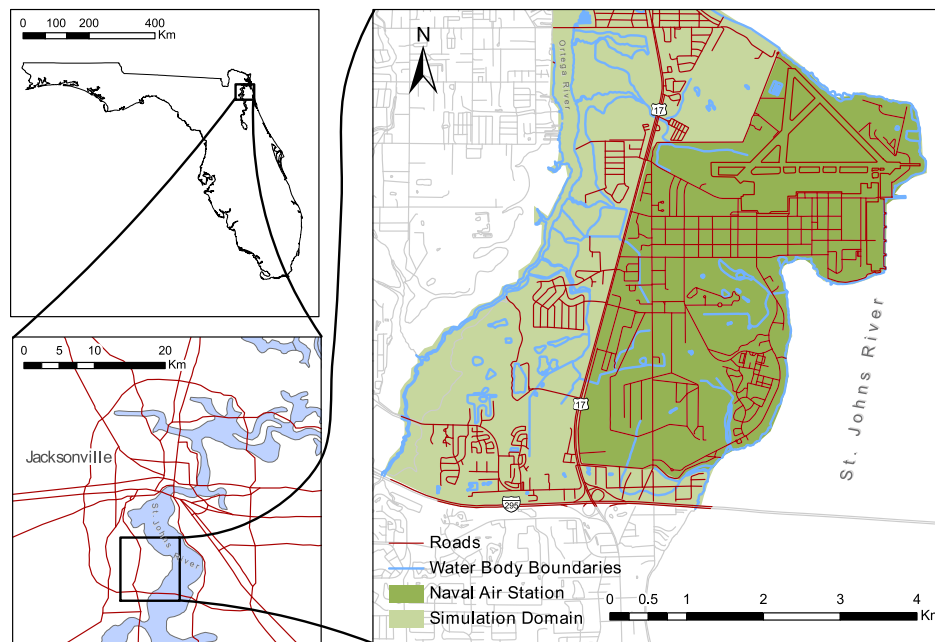 0 100 200 400
Km
0 5 10 20
Km
Jacksonville
St Johns River
N
Ortega River
17
17
295
St. Johns River
Roads
Water Body Boundaries
Naval Air Station
Simulation Domain
0 0.5 1 2 3 4
Km